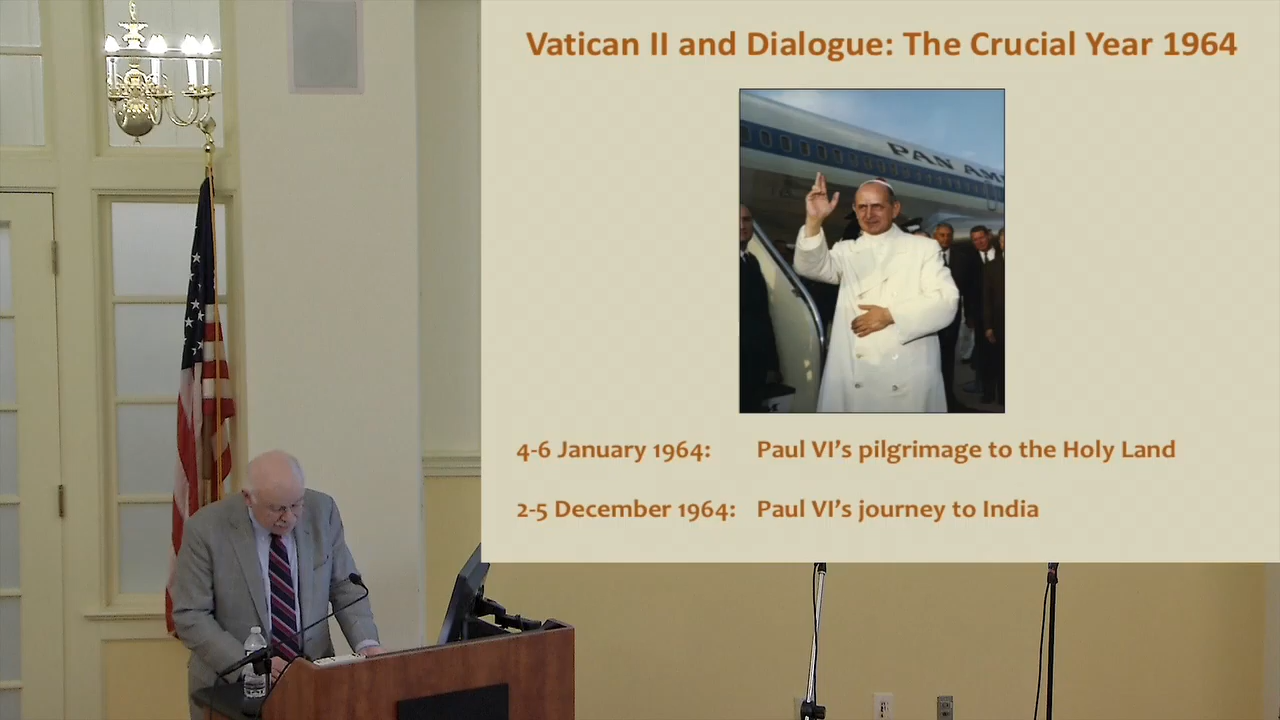 Vatican II and Dialogue: The Crucial Year 1964
PAN AM
4-6 January 1964: Paul VI’s pilgrimage to the Holy Land
2-5 December 1964: Paul VI’s journey to India